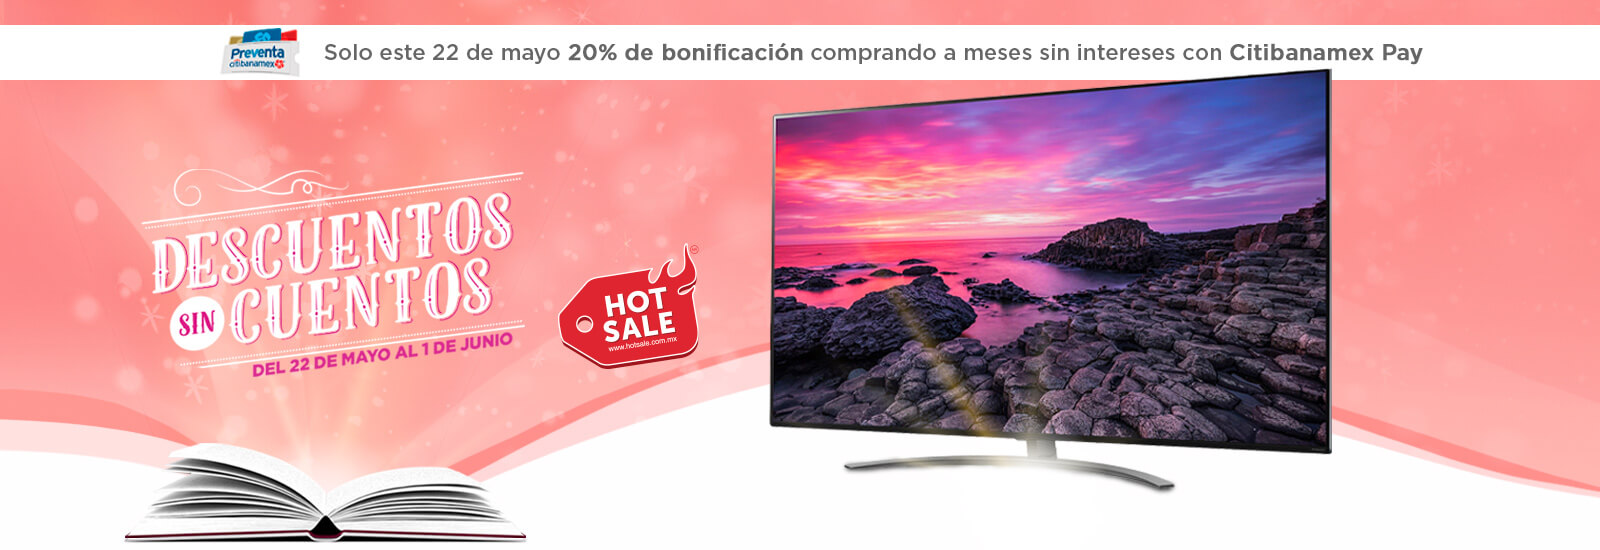 Preventa
citibanamex
Solo este 22 de mayo 20% de bonificación comprando a meses sin intereses con Citibanamex Pay
DESCUENTOS
SIN CUENTOS
DEL 22 DE MAYO AL 1 DE JUNIO
HOT
SALE
www.hotsale.com.mx